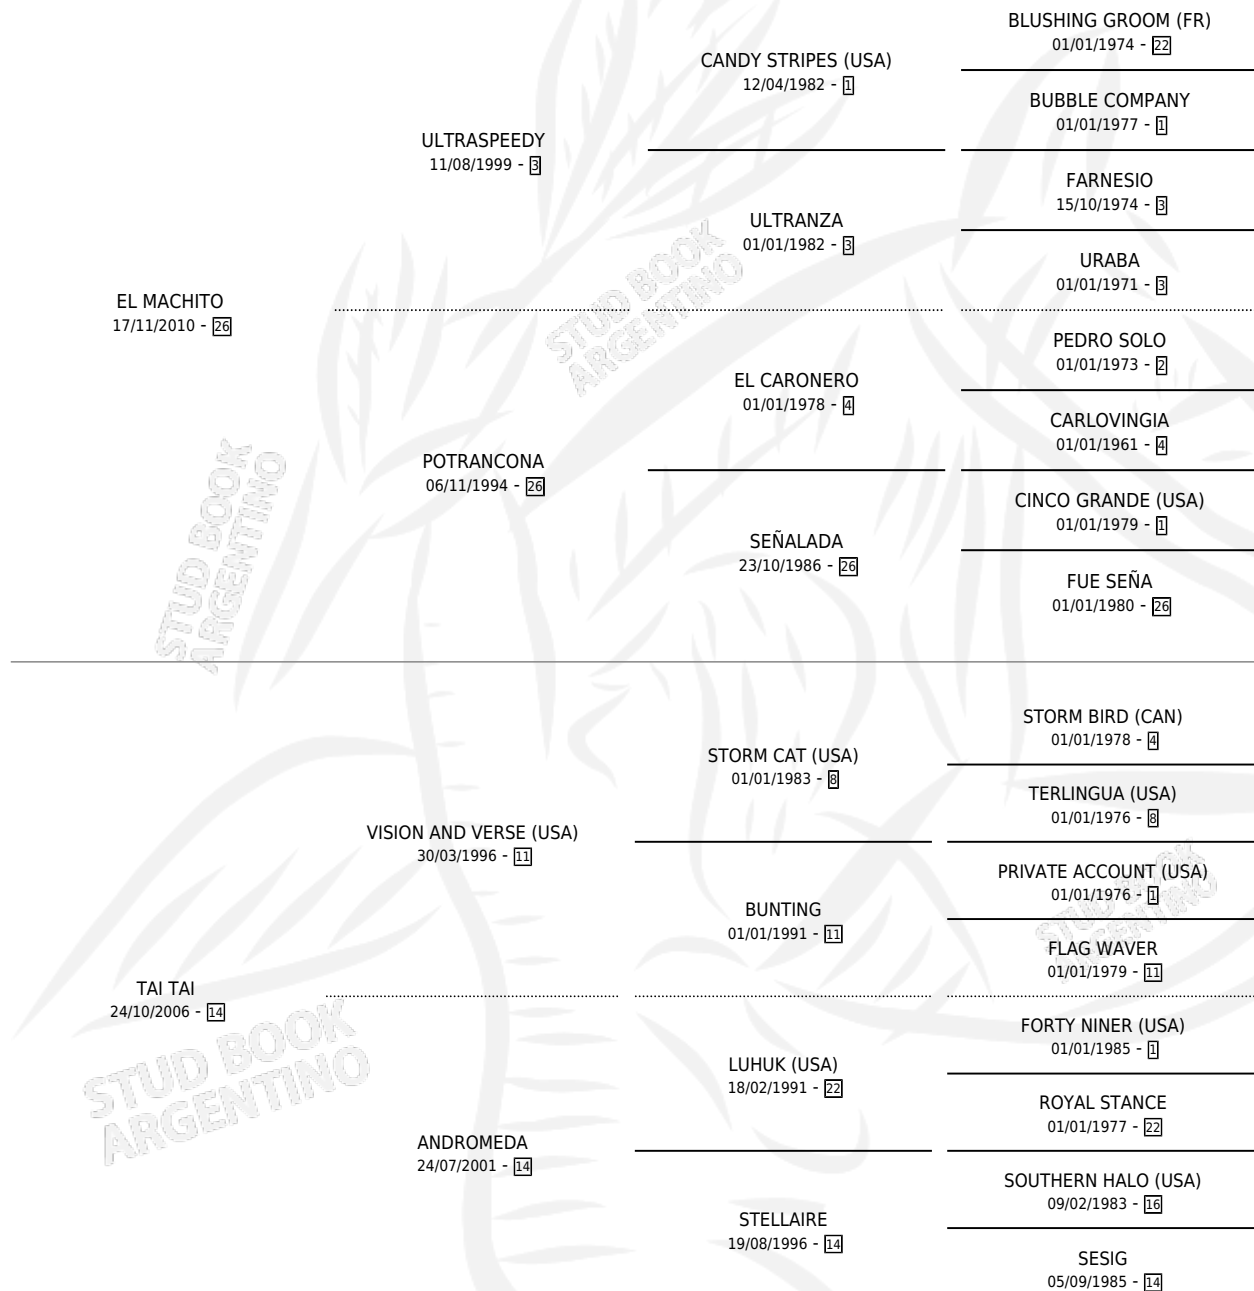 BLUSHING GROOM (FR)
01/01/1974 - 22
CANDY STRIPES (USA)
12/04/1982 - 1
BUBBLE COMPANY
01/01/1977 - 1
ULTRASPEEDY
11/08/1999 - 3
FARNESIO
15/10/1974 - 3
ULTRANZA
01/01/1982 - 3
URABA
01/01/1971 - 3
EL MACHITO
17/11/2010 - 26
PEDRO SOLO
01/01/1973 - 2
EL CARONERO
01/01/1978 - 4
CARLOVINGIA
01/01/1961 - 4
POTRANCONA
06/11/1994 - 26
CINCO GRANDE (USA)
01/01/1979 - 1
SEÑALADA
23/10/1986 - 26
FUE SEÑA
01/01/1980 - 26
STORM BIRD (CAN)
01/01/1978 - 4
STORM CAT (USA)
01/01/1983 - 8
TERLINGUA (USA)
01/01/1976 - 8
VISION AND VERSE (USA)
30/03/1996 - 11
PRIVATE ACCOUNT (USA)
01/01/1976 - 1
BUNTING
01/01/1991 - 11
FLAG WAVER
01/01/1979 - 11
TAI TAI
24/10/2006 - 14
FORTY NINER (USA)
01/01/1985 - 1
LUHUK (USA)
18/02/1991 - 22
ROYAL STANCE
01/01/1977 - 22
ANDROMEDA
24/07/2001 - 14
SOUTHERN HALO (USA)
09/02/1983 - 16
STELLAIRE
19/08/1996 - 14
SESIG
05/09/1985 - 14
STUD BOOK
ARGENTINO
STUD BOOK
ARGENTINO
STUD BOOK
ARGENTINO
STUD BOOK
ARGENTINO